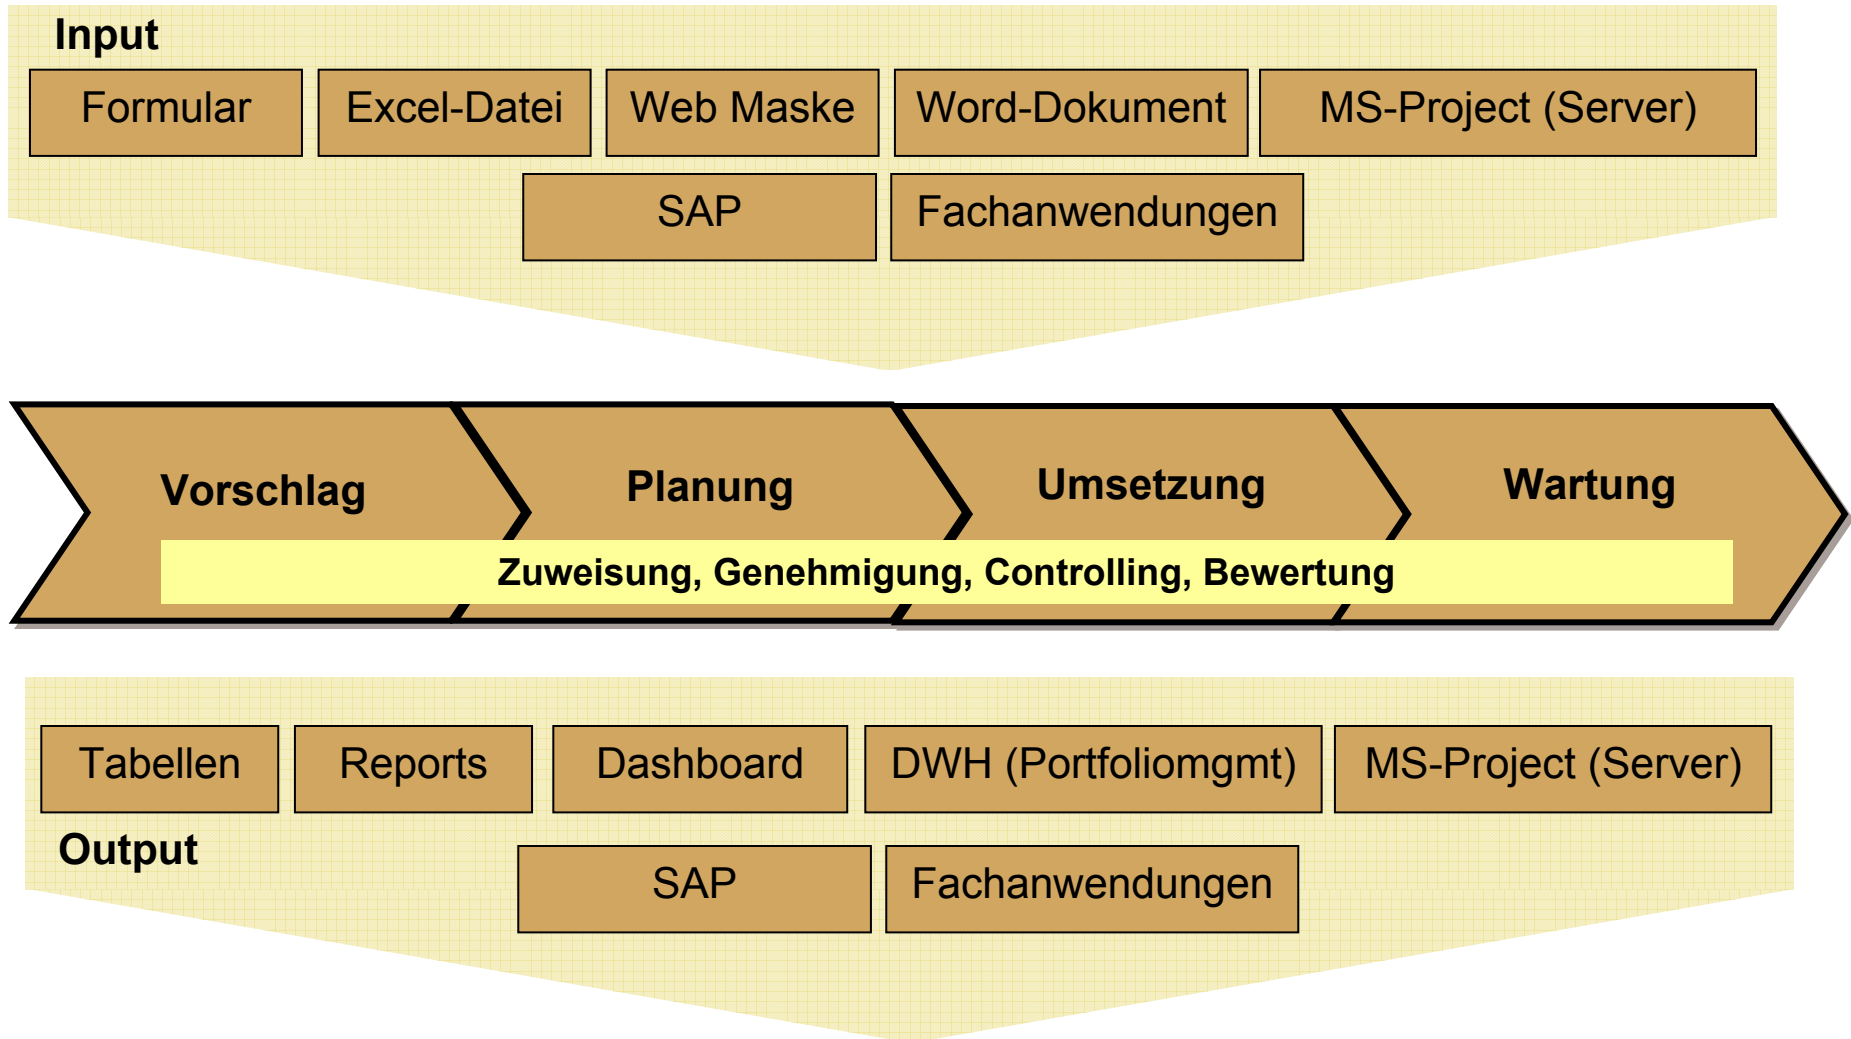 Input
Formular
Excel-Datei
Web Maske
Word-Dokument
MS-Project (Server)
SAP
Fachanwendungen
Vorschlag
Planung
Umsetzung
Wartung
Zuweisung, Genehmigung, Controlling, Bewertung
Tabellen
Reports
Dashboard
DWH (Portfoliomgmt)
MS-Project (Server)
Output
SAP
Fachanwendungen